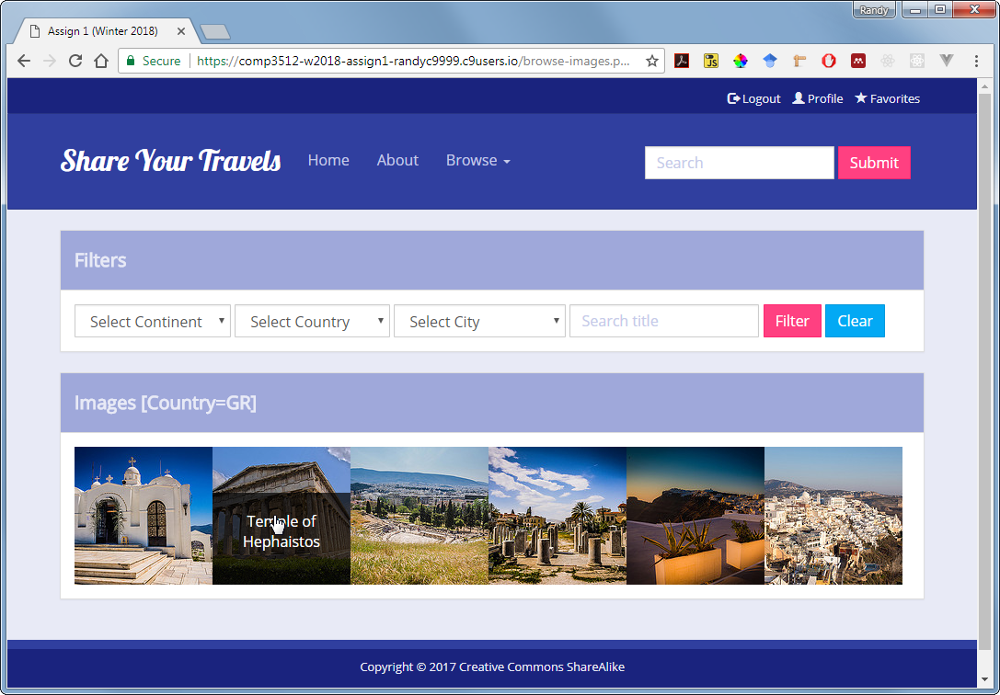 Randy
Assign 1 (Winter 2018)
Secure https://comp3512-w2018-assign1-randyc9999.c9users.io/browse-images.p...
JS
Logout Profile Favorites
Share Your Travels Home About Browse Search Submit
Filters
Select Continent Select Country Select City Search title Filter Clear
Images [Country=GR]
Temple of
Hephaistos
Copyright © 2017 Creative Commons ShareAlike